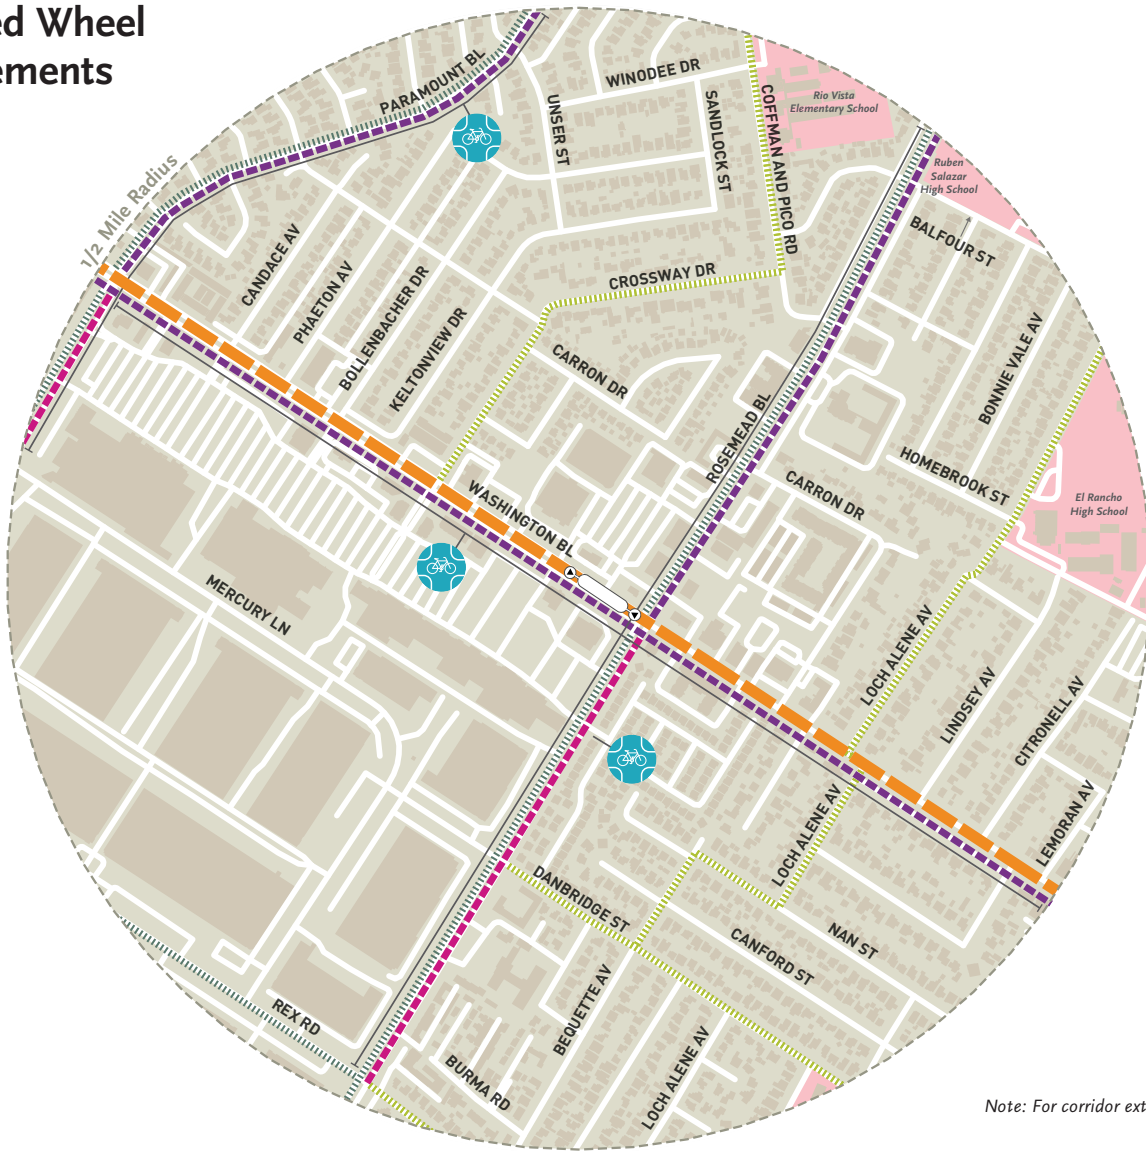 ed Wheel
ements
PARAMOUNT BL
WINODEE DR
UNSER ST
SANDLOCK ST
COFFMAN AND PICO RD
Rio Vista
Elementary School
Ruben
Salazar
High School
1/2 Mile Radius
BALFOUR ST
CANDACE AV
PHAETON AV
BOLLENBACHER DR
KELTONVIEW DR
CROSSWAY DR
CARRON DR
ROSEMEAD BL
BONNIE VALE AV
HOMEBROOK ST
CARRON DR
El Rancho
High School
WASHINGTON BL
MERCURY LN
LOCH ALENE AV
LINDSEY AV
CITRONELL AV
LEMORAN AV
LOCH ALENE AV
DANBRIDGE ST
NAN ST
CANFORD ST
BEQUETTE AV
REX RD
BURMA RD
LOCH ALENE AV
Note: For corridor ext